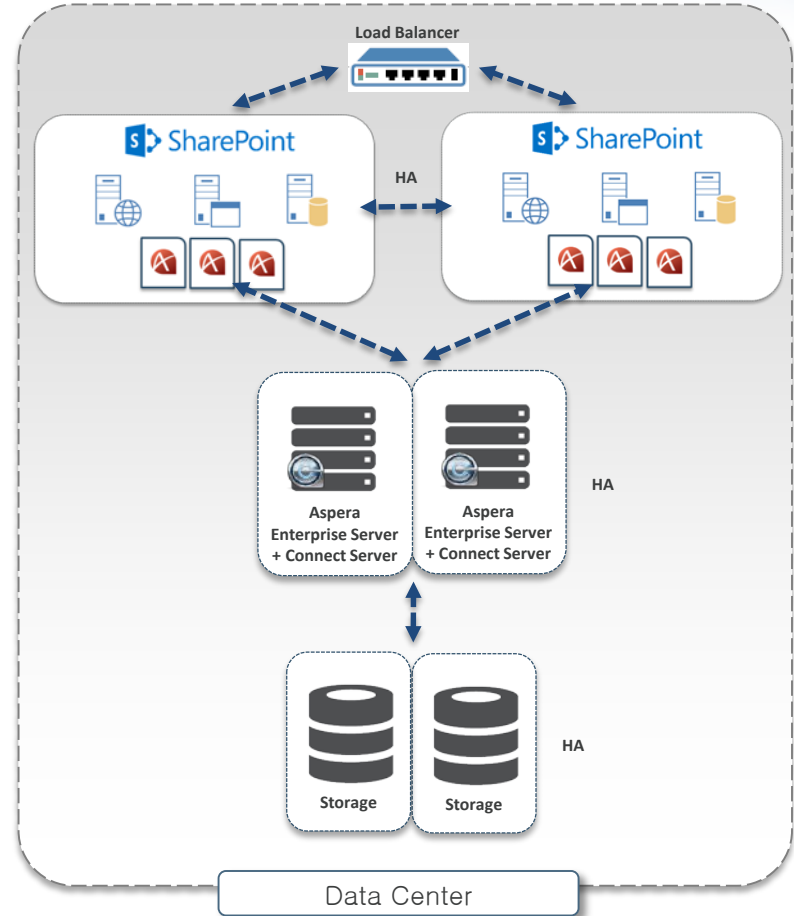 Load Balancer
S SharePoint
S SharePoint
HA
Aspera
Enterprise Server
+ Connect Server
Aspera
Enterprise Server
+ Connect Server
HA
Storage
Storage
HA
Data Center